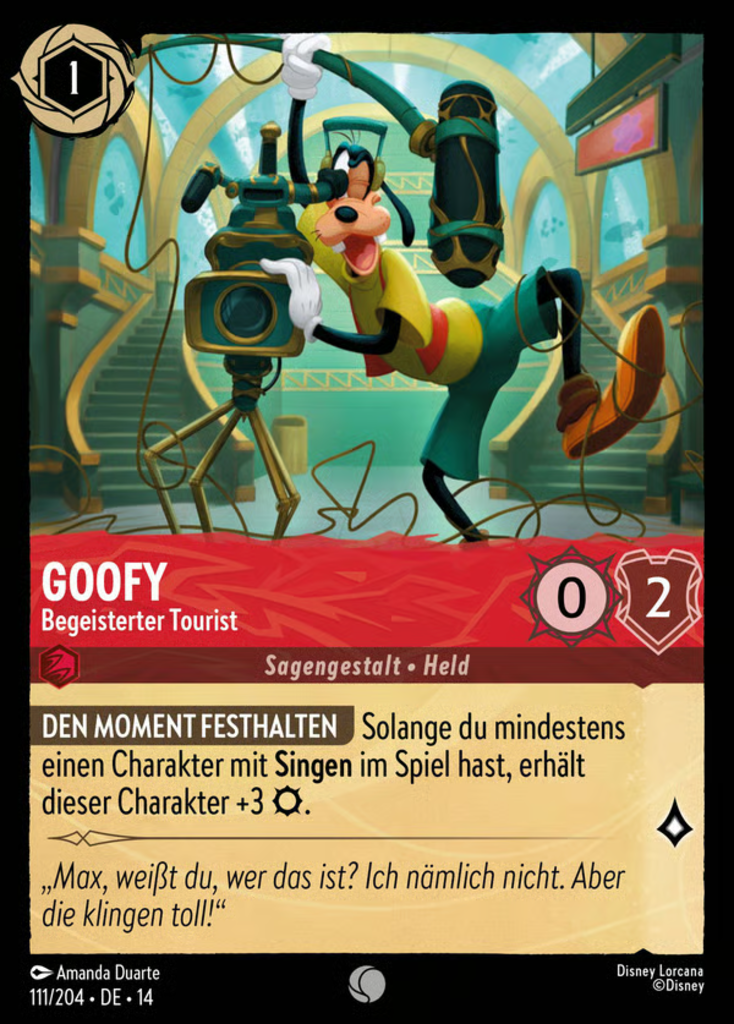 1
GOOFY
Begeisterter Tourist
0
2
Sagengestalt • Held
DEN MOMENT FESTHALTEN Solange du mindestens
einen Charakter mit Singen im Spiel hast, erhält
dieser Charakter +3 .
„Max, weißt du, wer das ist? Ich nämlich nicht. Aber
die klingen toll!“
Amanda Duarte
111/204 • DE • 14
Disney Lorcana
©Disney